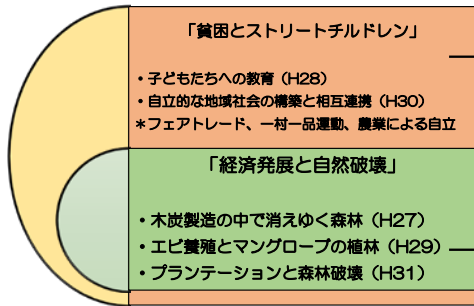 「貧困とストリートチルドレン」
・子どもたちへの教育（H28）
・自立的な地域社会の構築と相互連携（H30）
＊フェアトレード、一村一品運動、農業による自立
「経済発展と自然破壊」
・木炭製造の中で消えゆく森林（H27）
・エビ養殖とマングローブの植林（H29）
・プランテーションと森林破壊（H31）